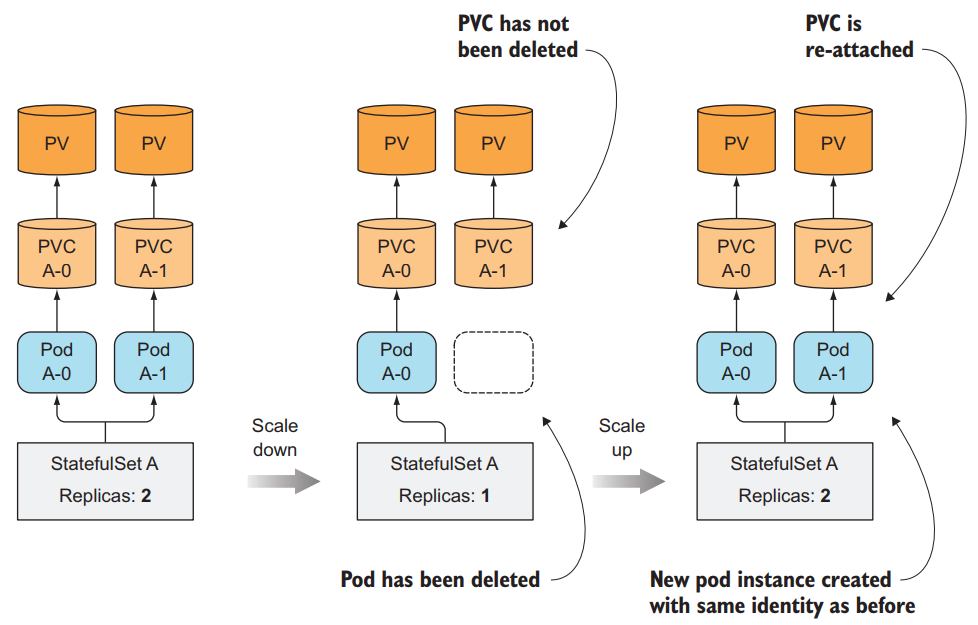 PVC has not
been deleted
PVC is
re-attached
PV
PV
PVC
A-0
PVC
A-1
Pod
A-0
Pod
A-1
StatefulSet A
Replicas: 2
Scale
down
PV
PV
PVC
A-0
PVC
A-1
Pod
A-0
StatefulSet A
Replicas: 1
Pod has been deleted
Scale
up
PV
PV
PVC
A-0
PVC
A-1
Pod
A-0
Pod
A-1
StatefulSet A
Replicas: 2
New pod instance created
with same identity as before